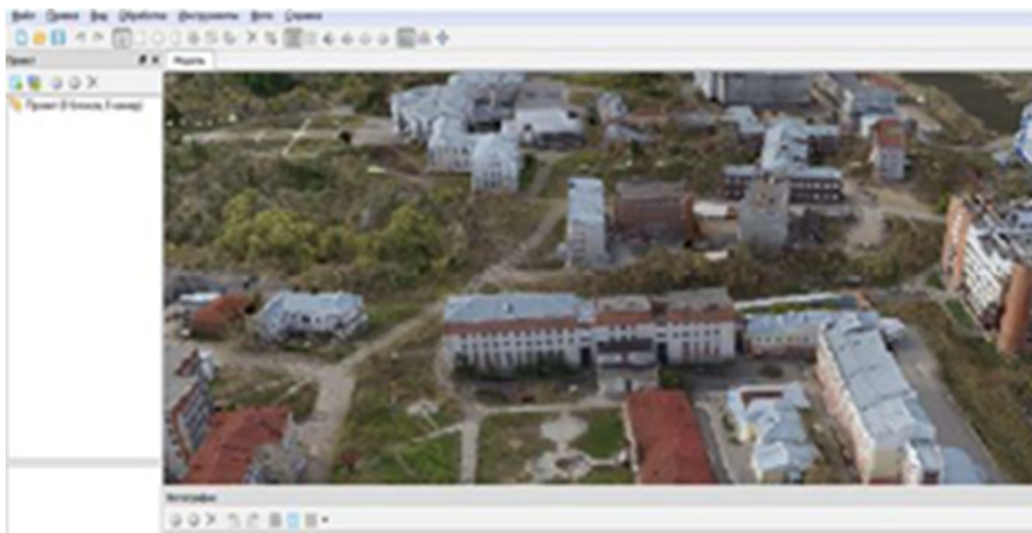 Файл Правка Вид Обработка Инструменты Фото Справка
Проект
Модель
Фотографии